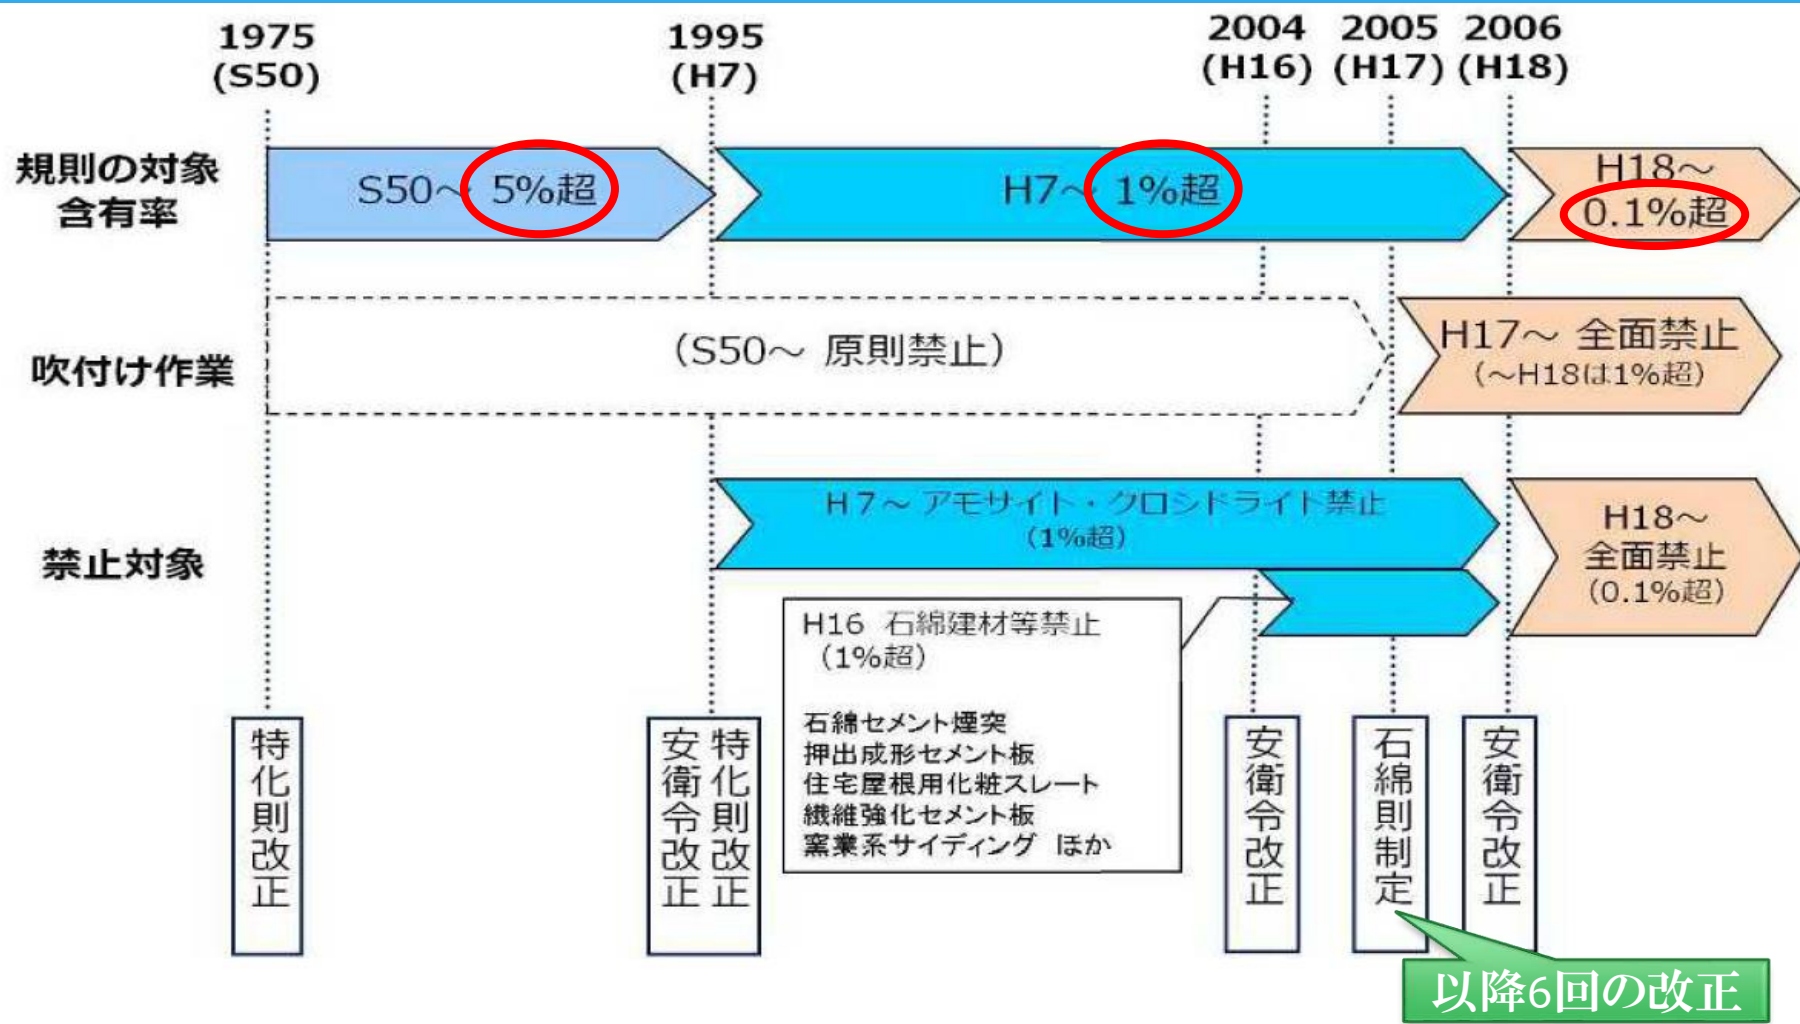 1975
(S50)
1995
(H7)
2004
(H16)
2005
(H17)
2006
(H18)
規則の対象
含有率
S50～ 5%超
H7～ 1%超
H18～
0.1%超
吹付け作業
（S50～ 原則禁止）
H17～ 全面禁止
（～H18は1%超）
禁止対象
H7～ アモサイト・クロシドライト禁止
（1%超）
H18～
全面禁止
（0.1%超）
H16 石綿建材等禁止
（1%超）
石綿セメント煙突
押出成形セメント板
住宅屋根用化粧スレート
繊維強化セメント板
窯業系サイディング ほか
特化則改正
特化則改正
安衛令改正
安衛令改正
石綿則制定
安衛令改正
以降6回の改正